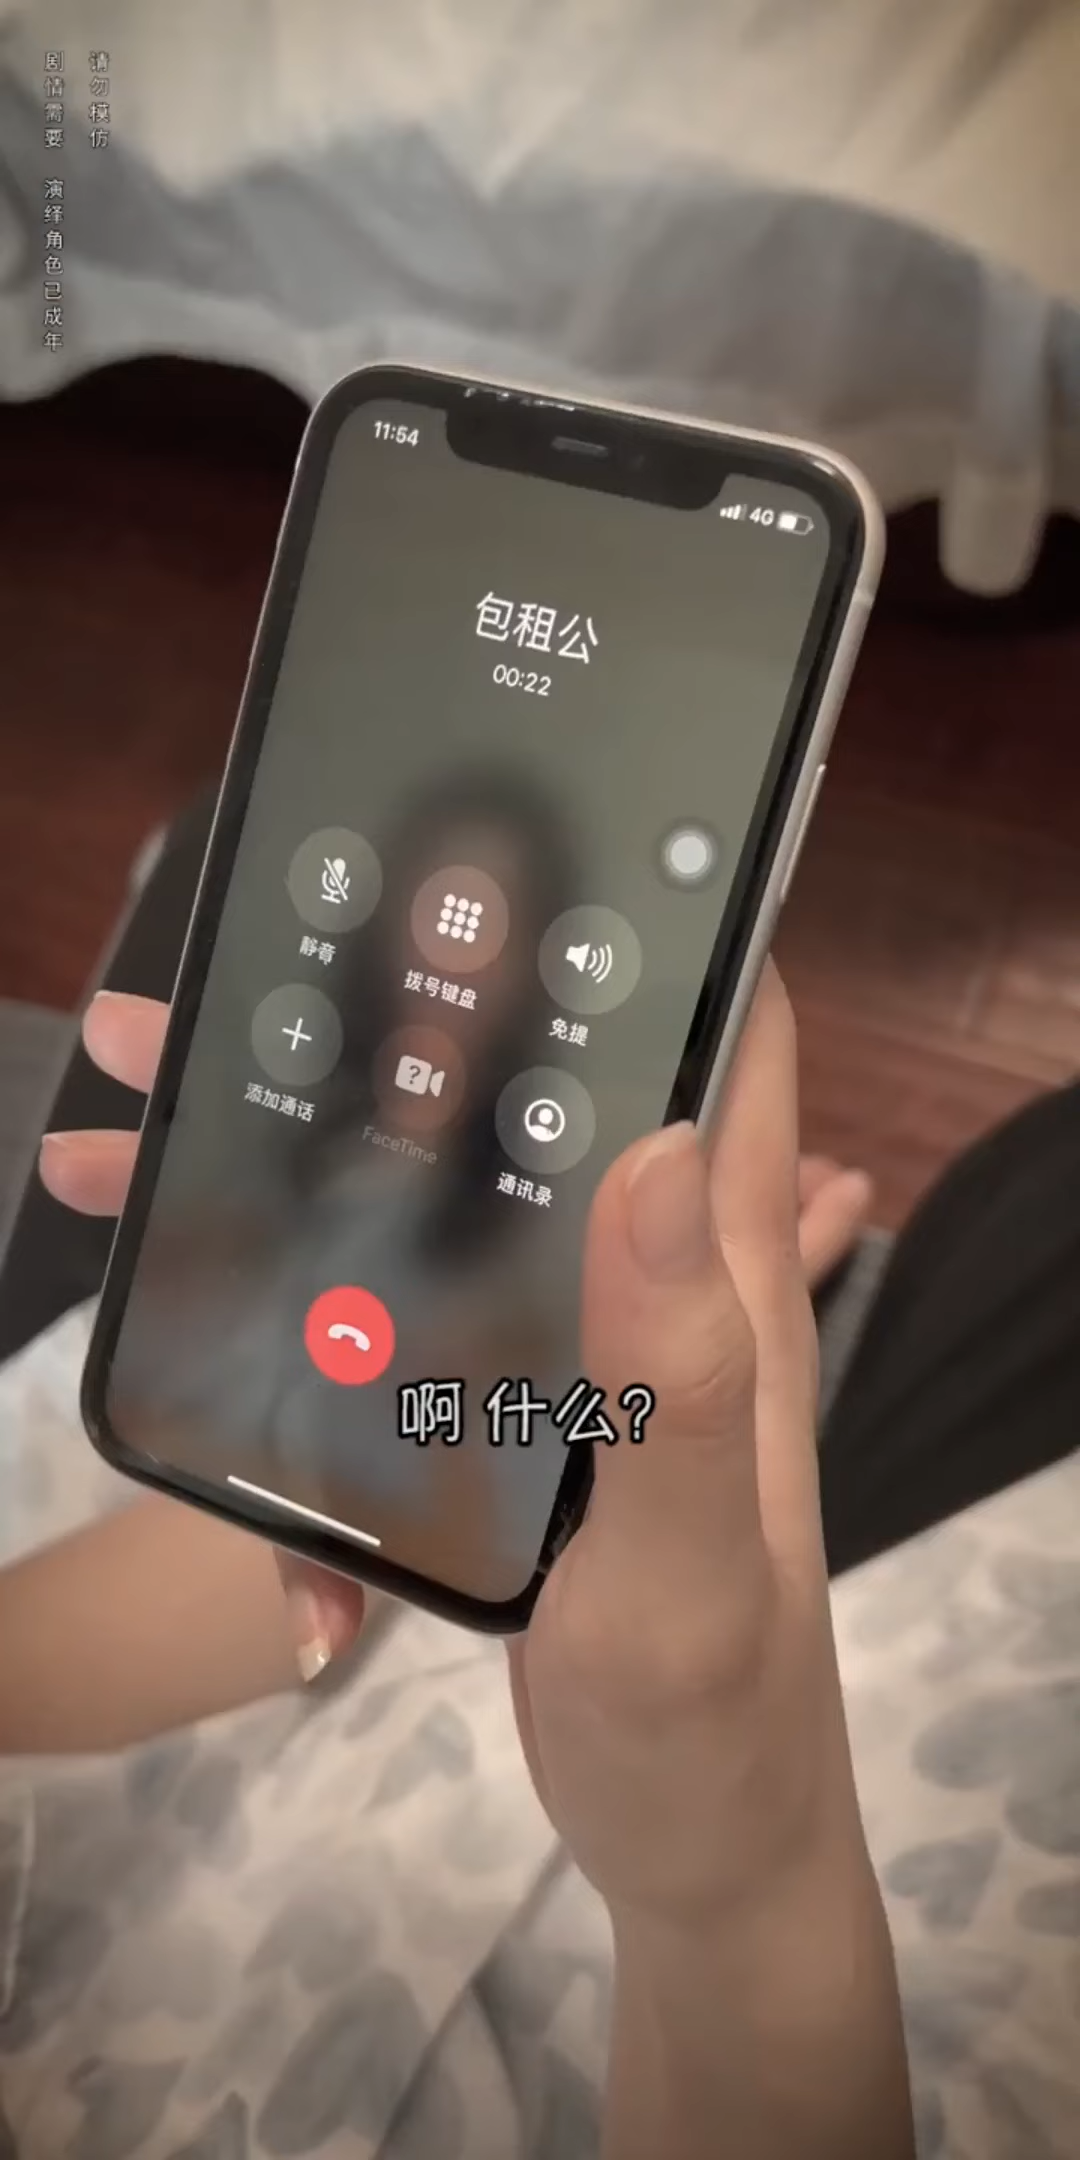 请勿模仿
剧情需要 演绎角色已成年
11:54
4G
包租公
00:22
静音
拨号键盘
免提
添加通话
FaceTime
通讯录
啊 什么?